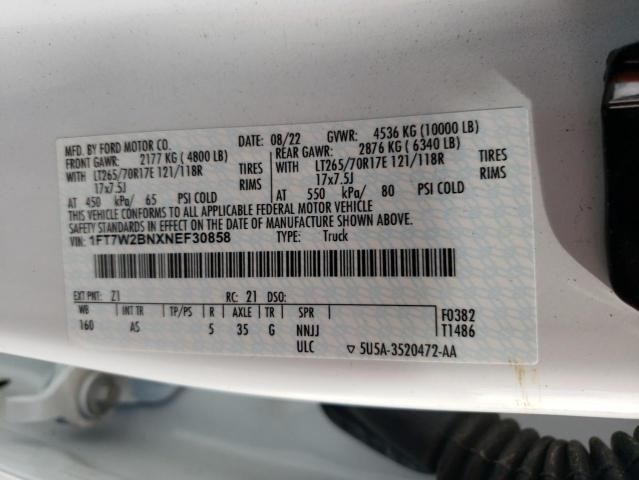 MFD. BY FORD MOTOR CO. DATE: 08/22 GVWR: 4536 KG (10000 LB)
FRONT GAWR: 2177 KG (4800 LB) REAR GAWR: 2876 KG (6340 LB)
WITH LT265/70R17E 121/118R TIRES WITH LT265/70R17E 121/118R TIRES
17x7.5J RIMS 17x7.5J RIMS
AT 450 kPa/ 65 PSI COLD AT 550 kPa/ 80 PSI COLD
THIS VEHICLE CONFORMS TO ALL APPLICABLE FEDERAL MOTOR VEHICLE
SAFETY STANDARDS IN EFFECT ON THE DATE OF MANUFACTURE SHOWN ABOVE.
VIN: 1FT7W2BNXNEF30858 TYPE: Truck
EXT PNT: Z1 RC: 21 DSO:
WB INT TR TP/PS R AXLE TR SPR F0382
160 AS 5 35 G NNJJ T1486
ULC ▽ 5U5A-3520472-AA